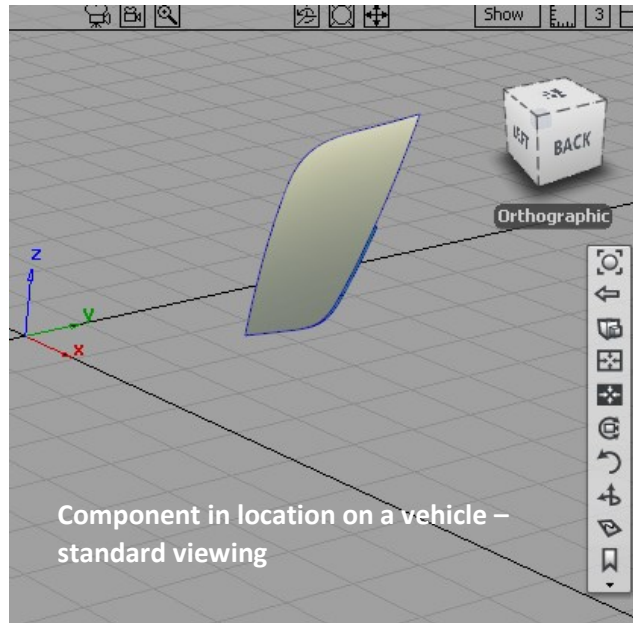 Show
3
LEFT
BACK
Orthographic
z
y
x
Component in location on a vehicle –
standard viewing